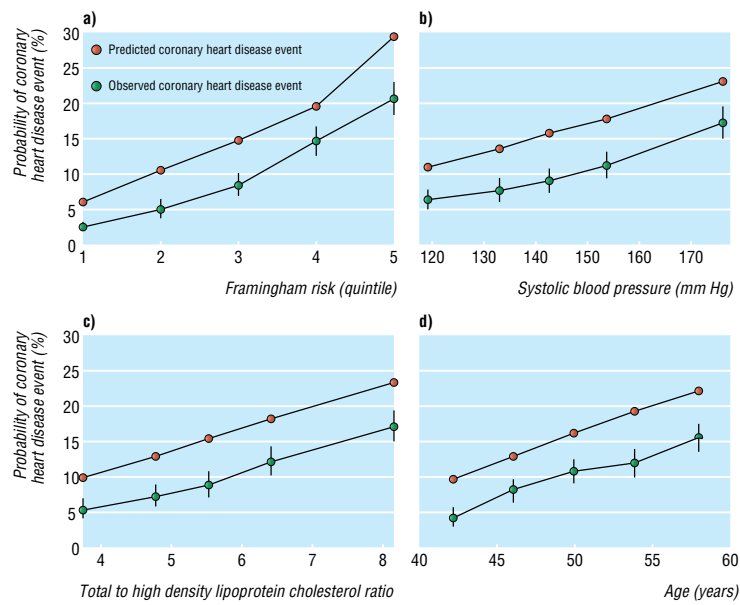 a)
Probability of coronary
heart disease event (%)
30
25
20
15
10
5
0
Predicted coronary heart disease event
Observed coronary heart disease event
1 2 3 4 5
Framingham risk (quintile)
b)
120 130 140 150 160 170
Systolic blood pressure (mm Hg)
c)
Probability of coronary
heart disease event (%)
30
25
20
15
10
5
0
4 5 6 7 8
Total to high density lipoprotein cholesterol ratio
d)
40 45 50 55 60
Age (years)